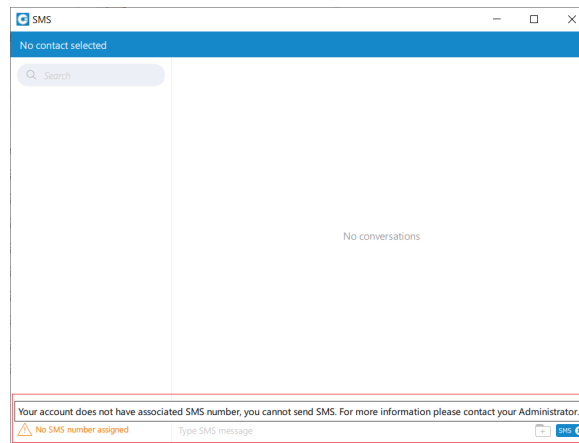 SMS
No contact selected
Search
No conversations
Your account does not have associated SMS number, you cannot send SMS. For more information please contact your Administrator.
No SMS number assigned
Type SMS message
SMS